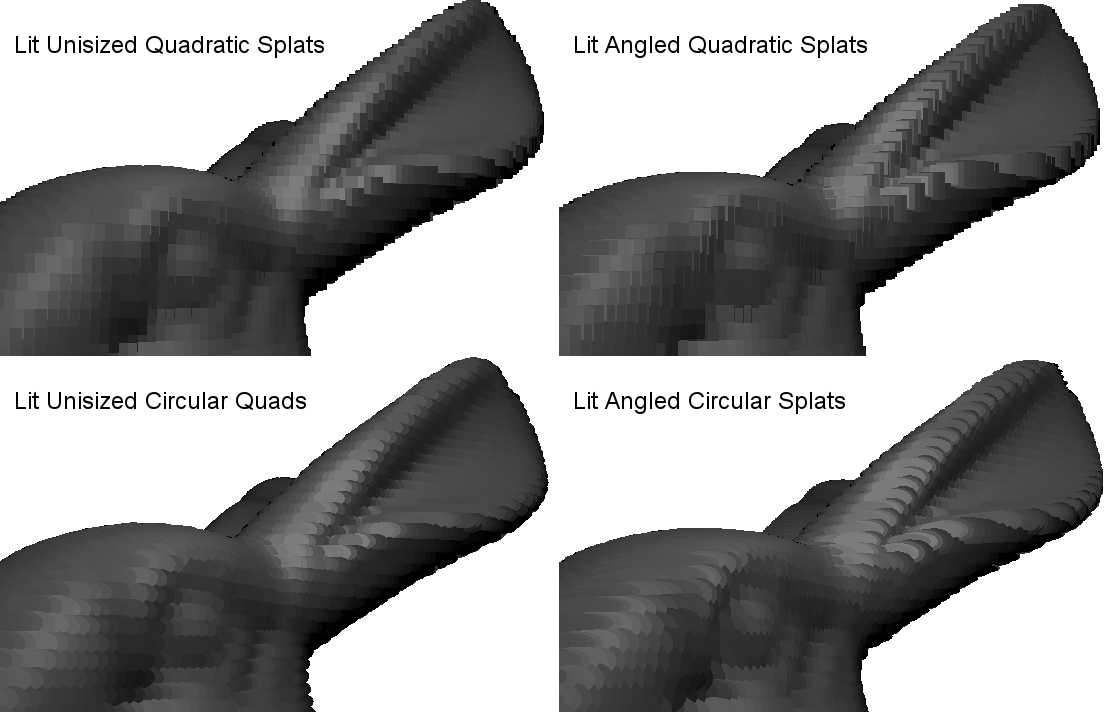 Lit Unisized Quadratic Splats
Lit Angled Quadratic Splats
Lit Unisized Circular Quads
Lit Angled Circular Splats